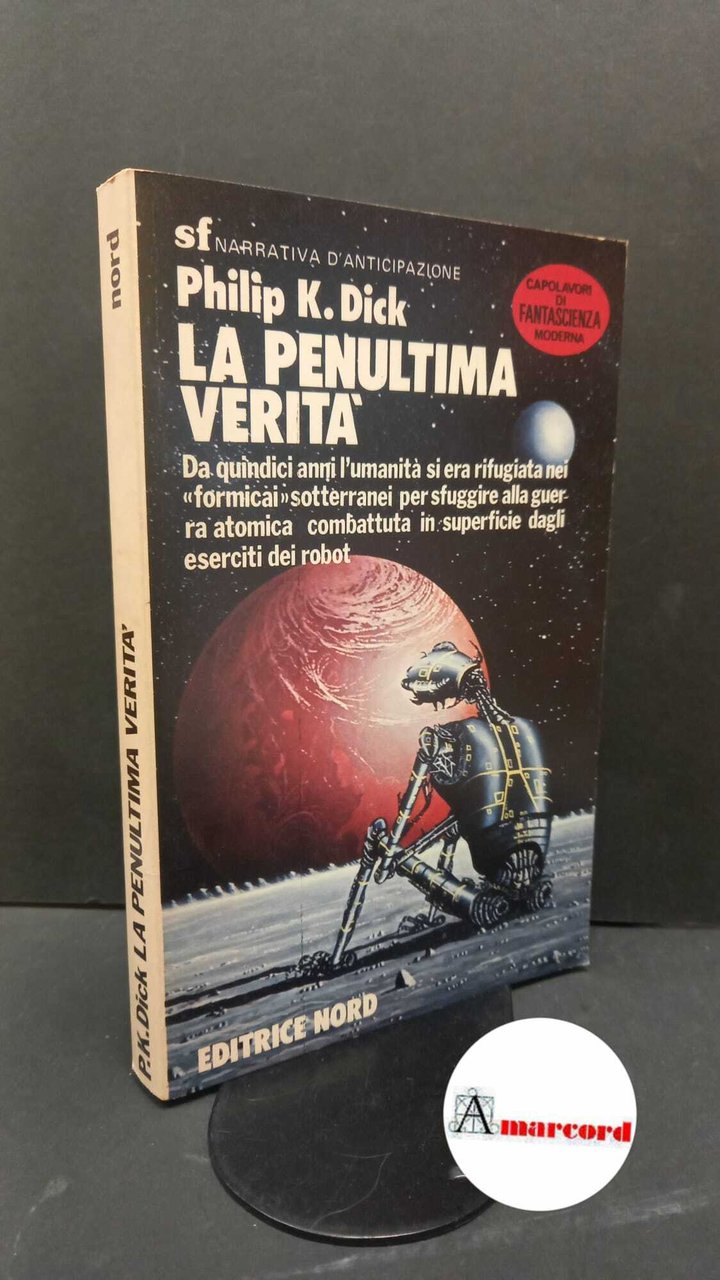 nord
P.K.Dick LA PENULTIMA VERITA'
sf NARRATIVA D'ANTICIPAZIONE
Philip K. Dick
LA PENULTIMA
VERITA'
CAPOLAVORI
DI
FANTASCIENZA
MODERNA
Da quindici anni l'umanità si era rifugiata nei
«formicai» sotterranei per sfuggire alla guer-
ra atomica combattuta in superficie dagli
eserciti dei robot
EDITRICE NORD
Amarcord